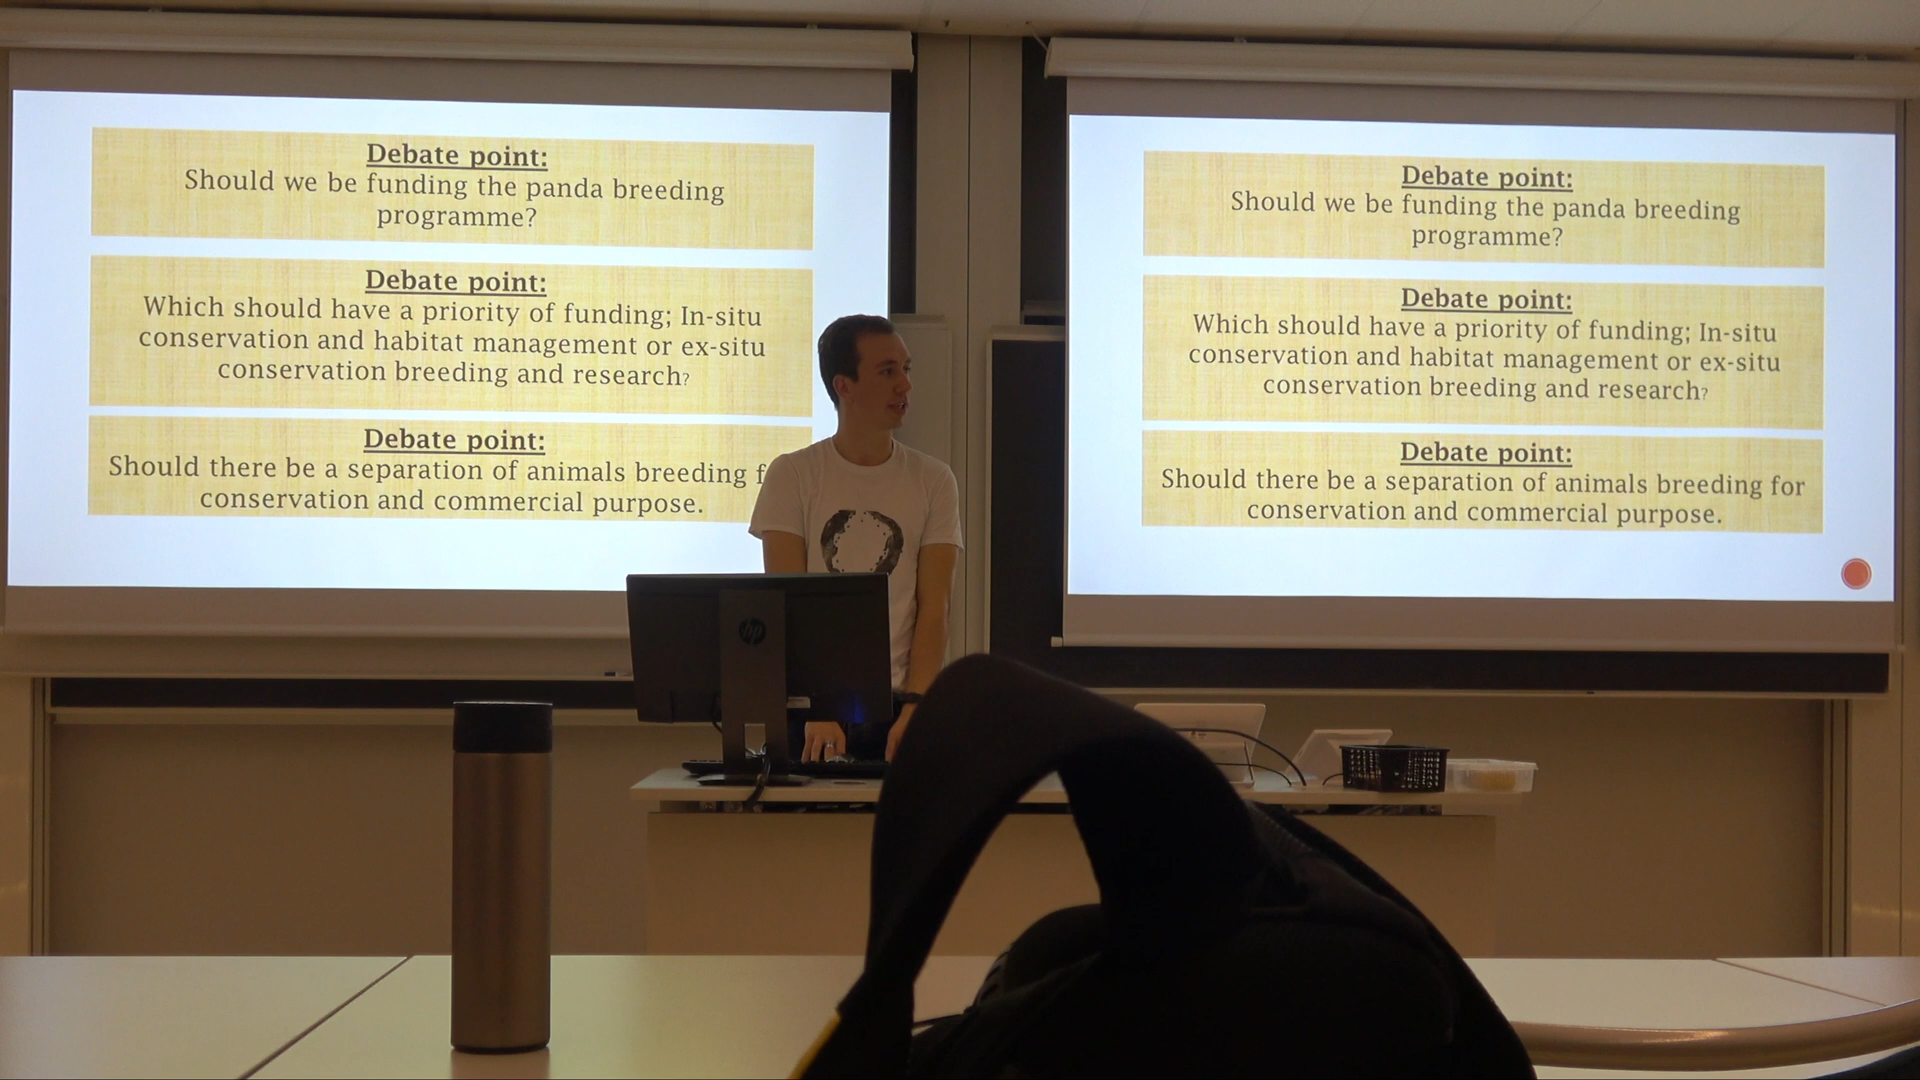 Debate point:
Should we be funding the panda breeding
programme?
Debate point:
Which should have a priority of funding; In-situ
conservation and habitat management or ex-situ
conservation breeding and research?
Debate point:
Should there be a separation of animals breeding f
conservation and commercial purpose.
Debate point:
Should we be funding the panda breeding
programme?
Debate point:
Which should have a priority of funding; In-situ
conservation and habitat management or ex-situ
conservation breeding and research?
Debate point:
Should there be a separation of animals breeding for
conservation and commercial purpose.
hp